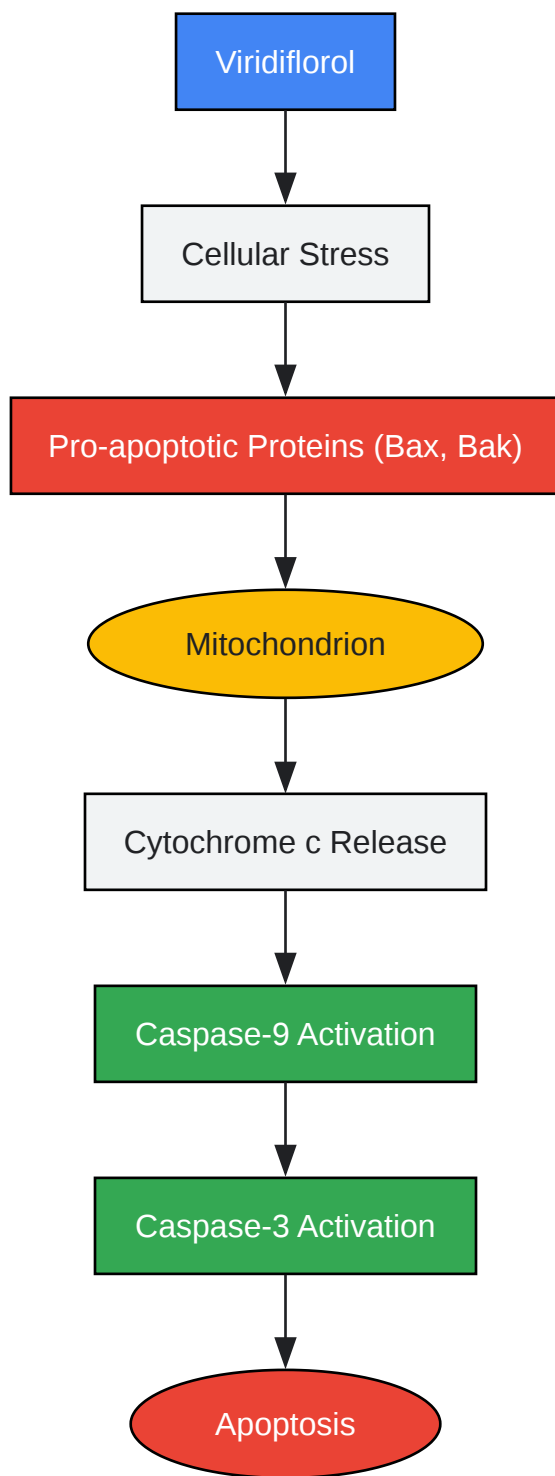 Viridiflorol
Cellular Stress
Pro-apoptotic Proteins (Bax, Bak)
Mitochondrion
Cytochrome c Release
Caspase-9 Activation
Caspase-3 Activation
Apoptosis